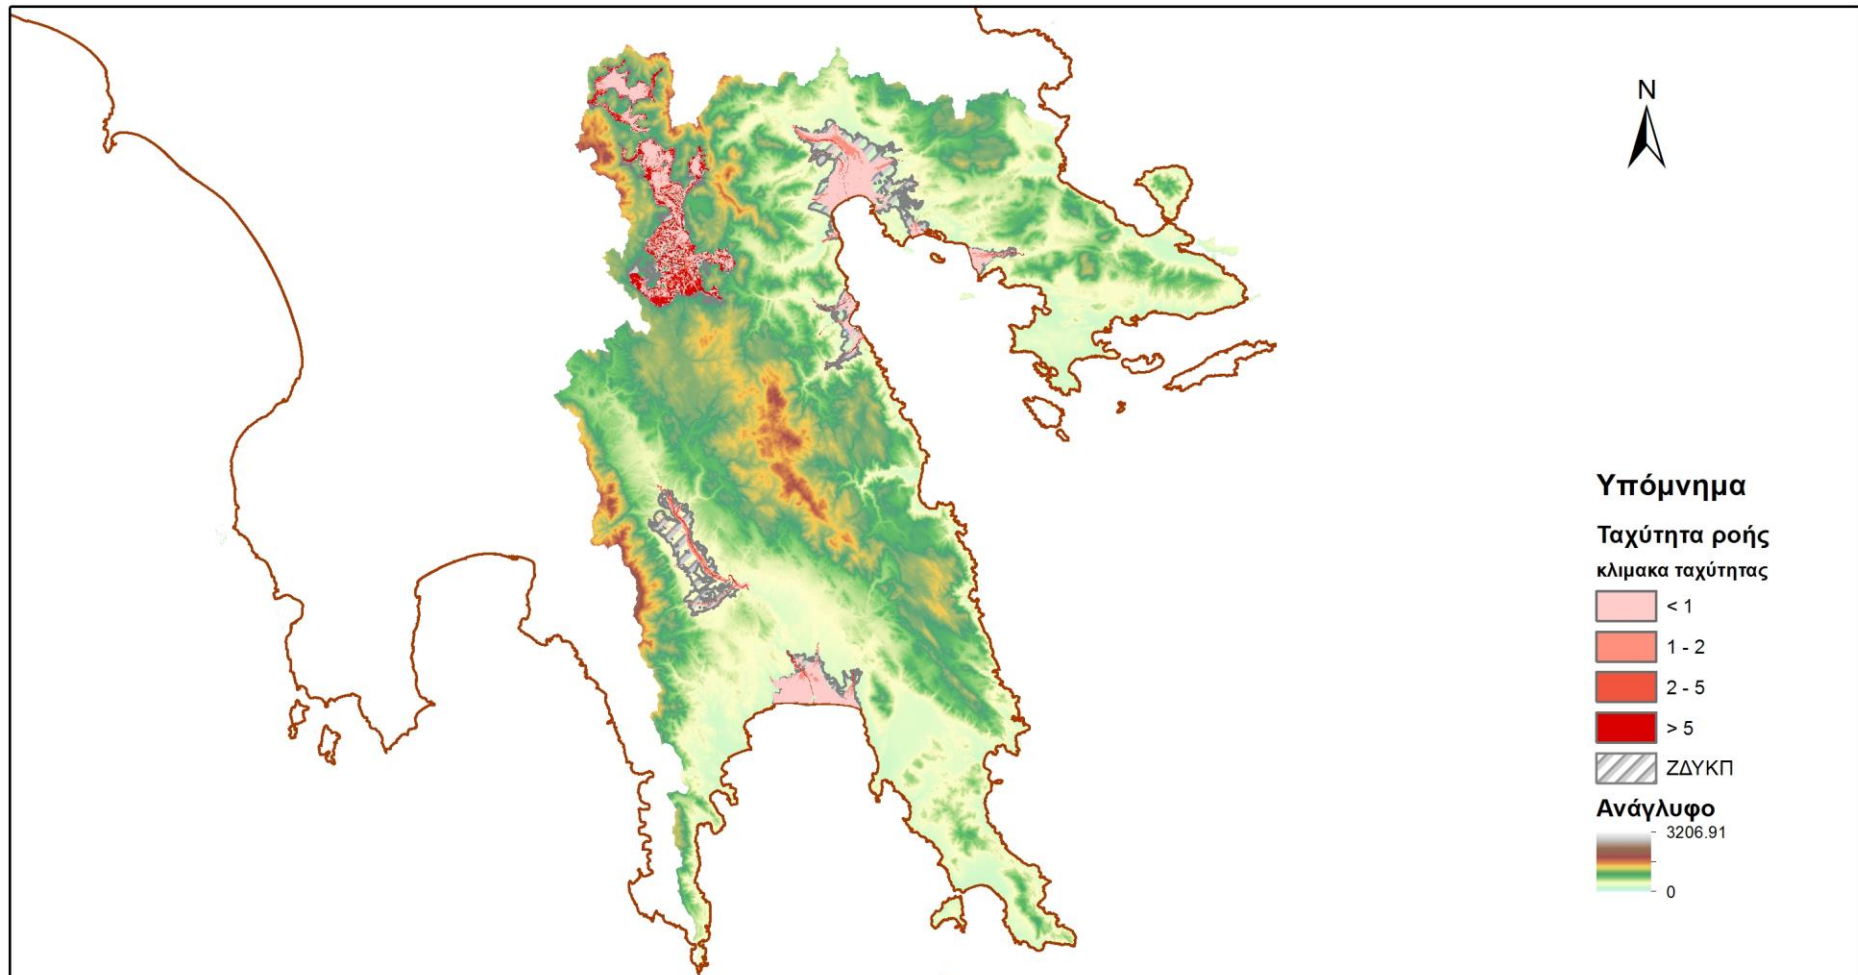 N
Υπόμνημα
Ταχύτητα ροής
κλιμακα ταχύτητας
< 1
1 - 2
2 - 5
> 5
ΖΔΥΚΠ
Ανάγλυφο
3206.91
0